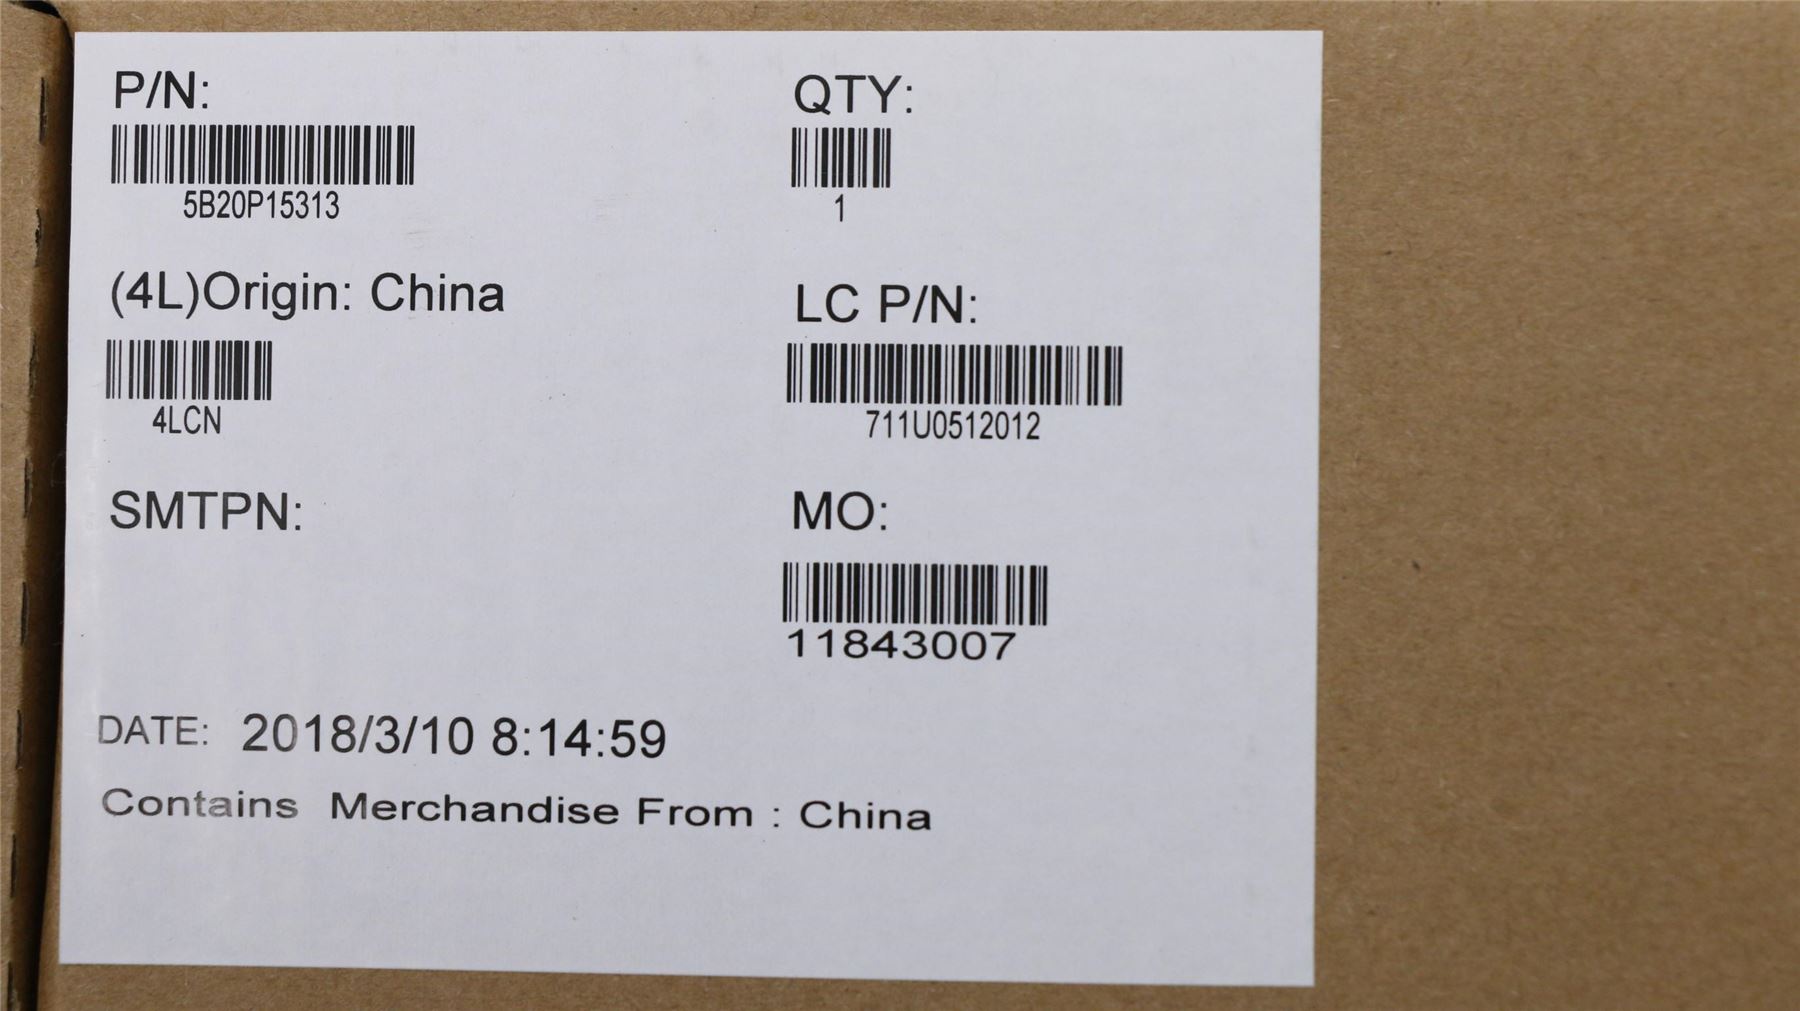 P/N:
5B20P15313
QTY:
1
(4L)Origin: China
4LCN
LC P/N:
711U0512012
SMTPN:
MO:
11843007
DATE: 2018/3/10 8:14:59
Contains Merchandise From : China